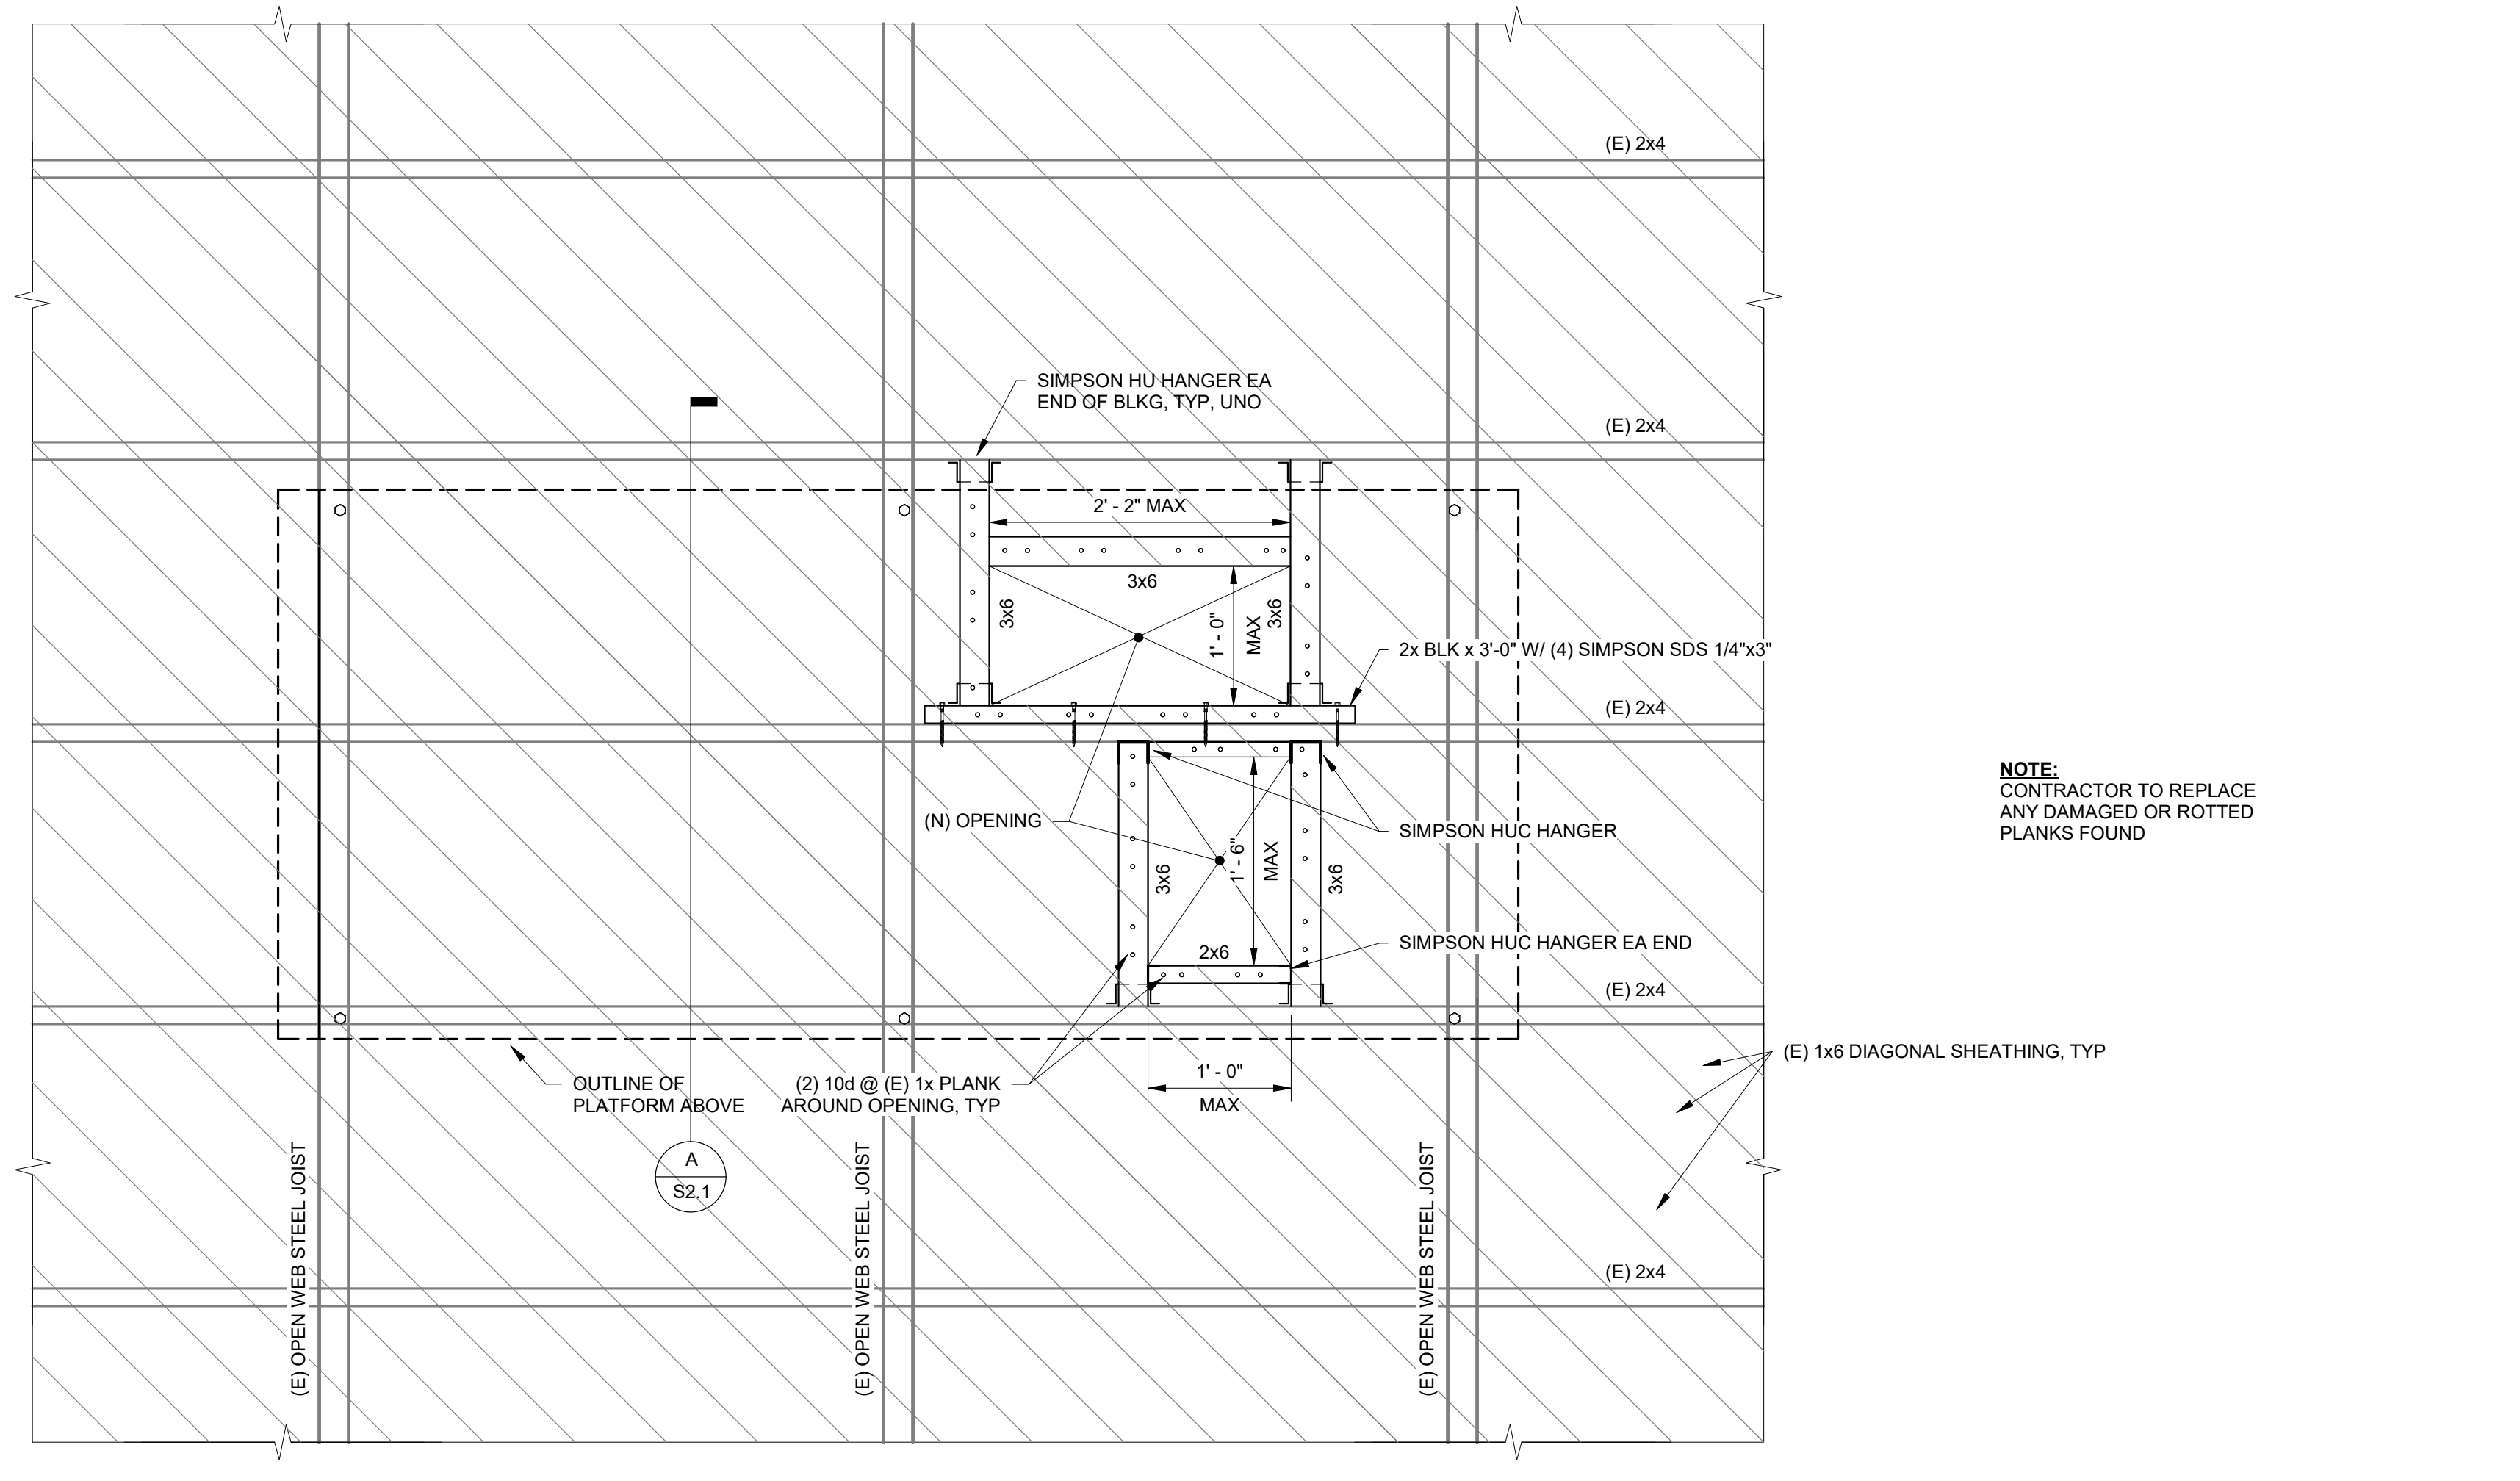 (E) 2x4
(E) 2x4
SIMPSON HU HANGER EA
END OF BLKG, TYP, UNO
2' - 2" MAX
3x6
3x6
3x6
1' - 0"
MAX
2x BLK x 3'-0" W/ (4) SIMPSON SDS 1/4"x3"
(E) 2x4
NOTE:
CONTRACTOR TO REPLACE
ANY DAMAGED OR ROTTED
PLANKS FOUND
(N) OPENING
SIMPSON HUC HANGER
1' - 6"
MAX
3x6
3x6
SIMPSON HUC HANGER EA END
2x6
(E) 2x4
(E) 1x6 DIAGONAL SHEATHING, TYP
OUTLINE OF
PLATFORM ABOVE
(2) 10d @ (E) 1x PLANK
AROUND OPENING, TYP
1' - 0"
MAX
A
S2.1
(E) OPEN WEB STEEL JOIST
(E) OPEN WEB STEEL JOIST
(E) OPEN WEB STEEL JOIST
(E) 2x4